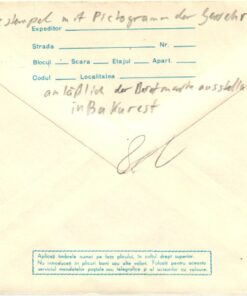 stempel mit Pictogramm der Gewehr
Expeditor
Strada Nr.
Blocul Scara Etajul Apart.
Codul Localitatea
anläßlich der Briefmarkenausstellung
in Bukarest
Aplicați timbrele numai pe fața plicului, în colțul drept superior.
Nu introduceți în plicuri bani sau alte valori. Folosiți pentru aceasta
serviciul mandatelor poștale sau telegrafice și al scrisorilor cu valoare.